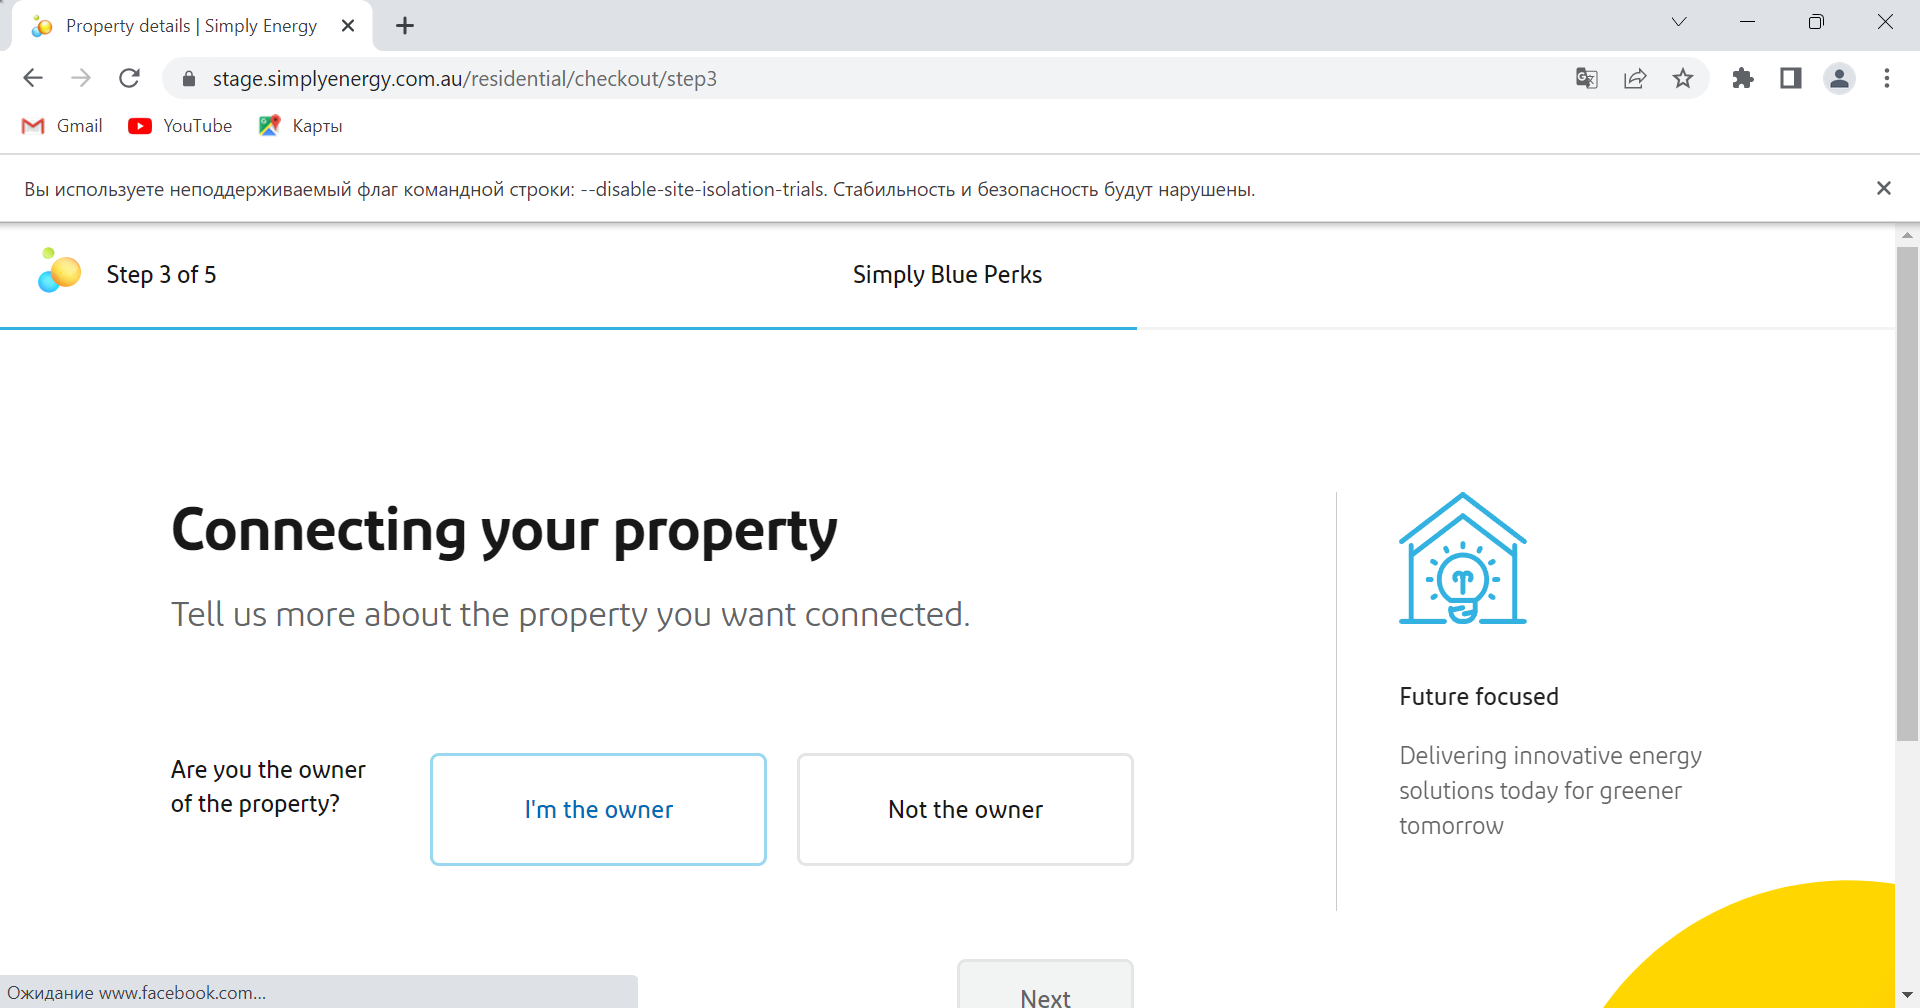 Property details | Simply Energy
stage.simplyenergy.com.au/residential/checkout/step3
Gmail YouTube Карты
Вы используете неподдерживаемый флаг командной строки: --disable-site-isolation-trials. Стабильность и безопасность будут нарушены.
Step 3 of 5
Simply Blue Perks
Connecting your property
Tell us more about the property you want connected.
Are you the owner
of the property?
I'm the owner
Not the owner
Next
Future focused
Delivering innovative energy
solutions today for greener
tomorrow
Ожидание www.facebook.com...